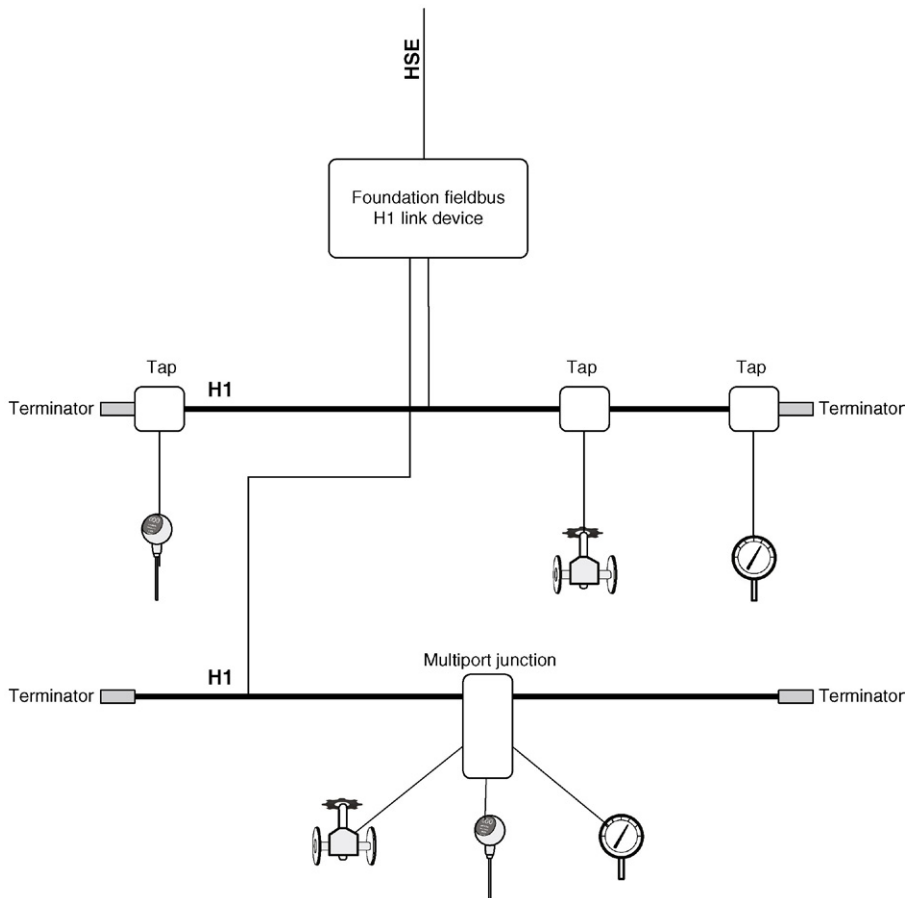 HSE
Foundation fieldbus
H1 link device
Tap
Tap
Tap
H1
Terminator
Terminator
Multiport junction
H1
Terminator
Terminator